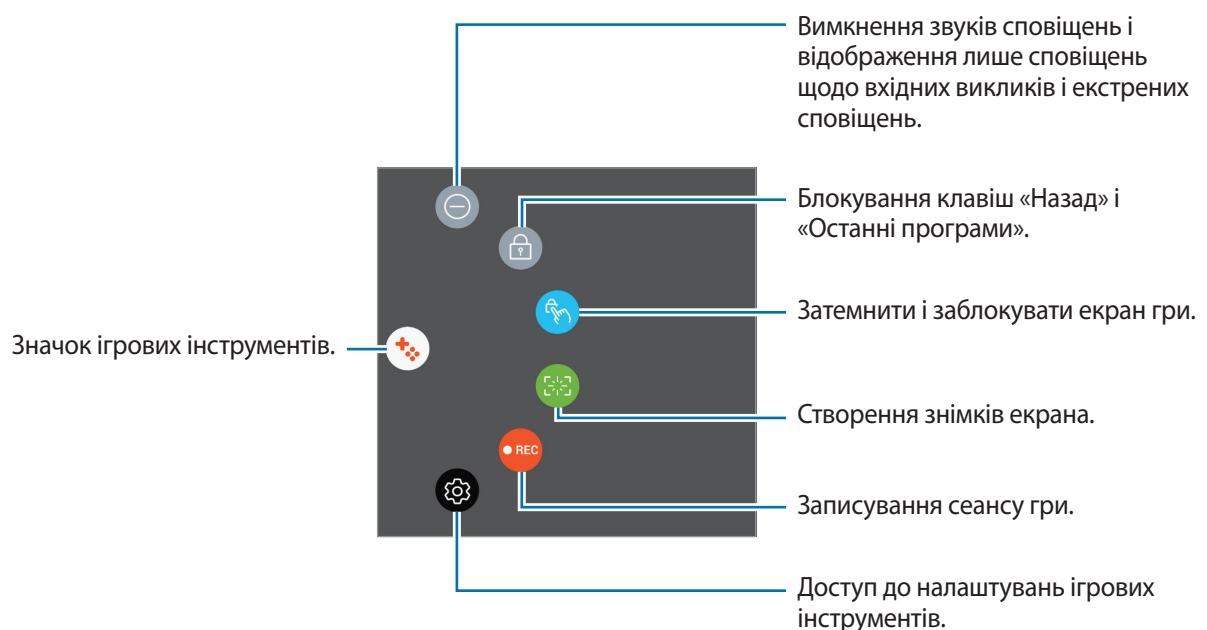 Вимкнення звуків сповіщень і
відображення лише сповіщень
щодо вхідних викликів і екстрених
сповіщень.
Блокування клавіш «Назад» і
«Останні програми».
Затемнити і заблокувати екран гри.
Значок ігрових інструментів.
Створення знімків екрана.
REC
Записування сеансу гри.
Доступ до налаштувань ігрових
інструментів.